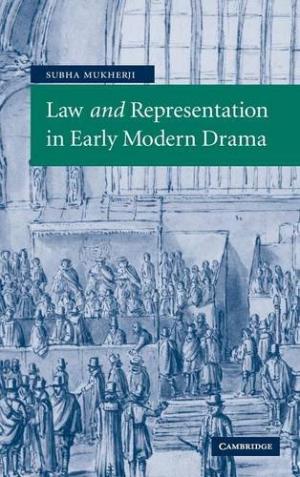 SUBHA MUKHERJI
Law and Representation
in Early Modern Drama
CAMBRIDGE